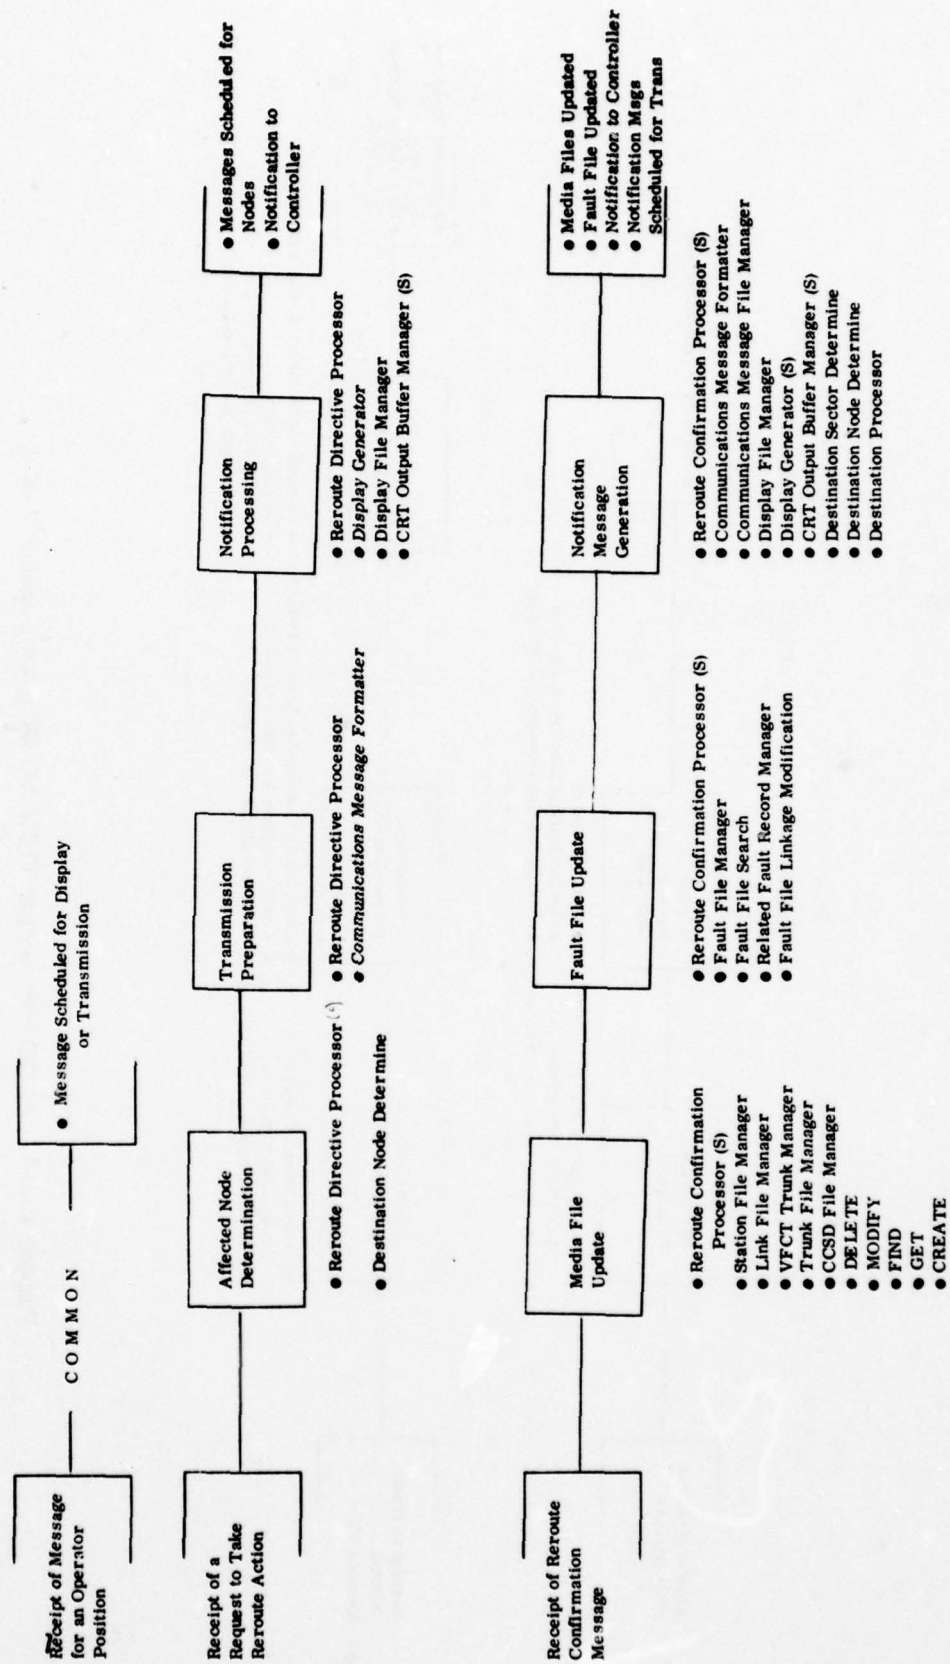 Receipt of Message
for an Operator
Position
COMMON
● Message Scheduled for Display
or Transmission
Receipt of a
Request to Take
Reroute Action
Affected Node
Determination
● Reroute Directive Processor
● Destination Node Determine
Transmission
Preparation
● Reroute Directive Processor
● Communications Message Formatter
Notification
Processing
● Reroute Directive Processor
● Display Generator
● Display File Manager
● CRT Output Buffer Manager (S)
● Messages Scheduled for
Nodes
● Notification to
Controller
Receipt of Reroute
Confirmation
Message
Media File
Update
● Reroute Confirmation
Processor (S)
● Station File Manager
● Link File Manager
● VFCT Trunk Manager
● Trunk File Manager
● CCSD File Manager
● DELETE
● MODIFY
● FIND
● GET
● CREATE
Fault File Update
● Reroute Confirmation Processor (S)
● Fault File Manager
● Fault File Search
● Related Fault Record Manager
● Fault File Linkage Modification
Notification
Message
Generation
● Reroute Confirmation Processor (S)
● Communications Message Formatter
● Communications Message File Manager
● Display File Manager
● Display Generator (S)
● CRT Output Buffer Manager (S)
● Destination Sector Determine
● Destination Node Determine
● Destination Processor
● Media Files Updated
● Fault File Updated
● Notification to Controller
● Notification Msgs
Scheduled for Trans